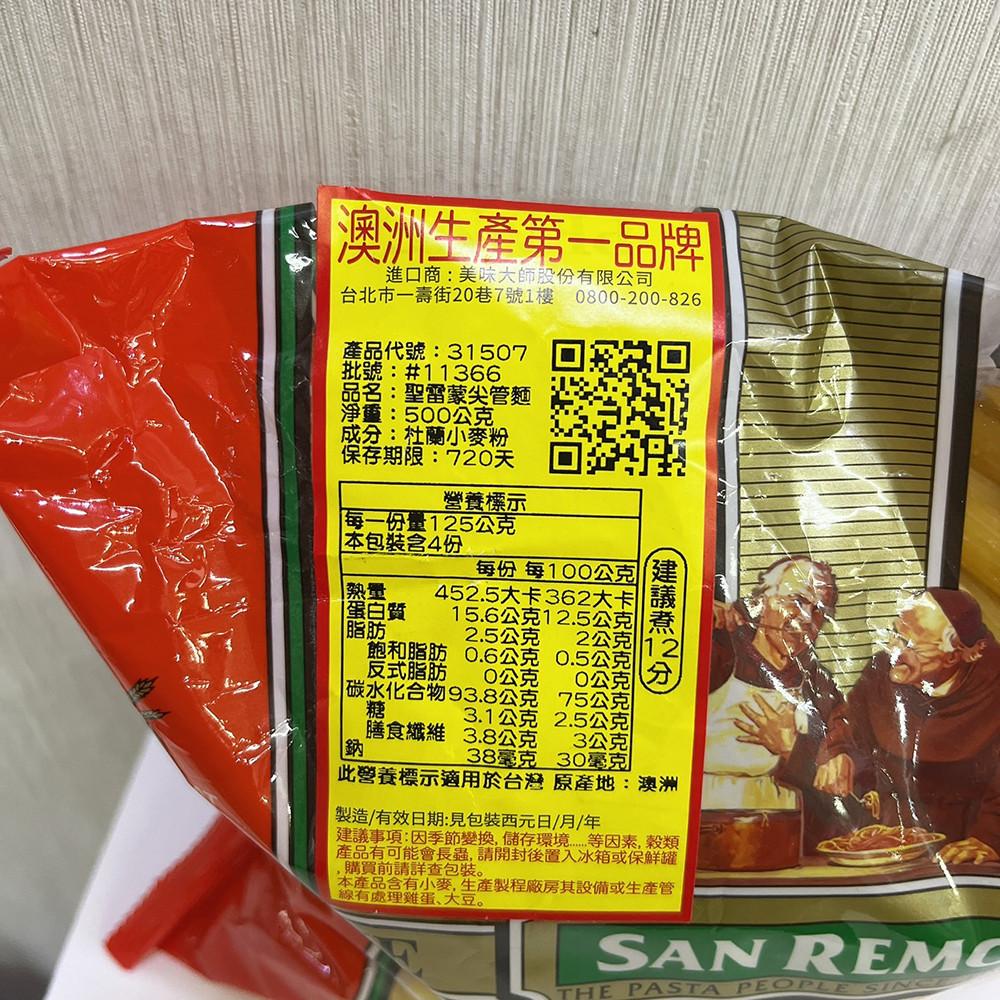 澳洲生產第一品牌
進口商：美味大師股份有限公司
台北市一壽街20巷7號1樓 0800-200-826
產品代號：31507
批號：#11366
品名：聖雷蒙尖管麵
淨重：500公克
成分：杜蘭小麥粉
保存期限：720天
營養標示
每一份量125公克
本包裝含4份
每份 每100公克
熱量 452.5大卡 362大卡
蛋白質 15.6公克 12.5公克
脂肪 2.5公克 2公克
飽和脂肪 0.6公克 0.5公克
反式脂肪 0公克 0公克
碳水化合物 93.8公克 75公克
糖 3.1公克 2.5公克
膳食纖維 3.8公克 3公克
鈉 38毫克 30毫克
建議煮12分
此營養標示適用於台灣 原產地：澳洲
製造/有效日期:見包裝西元日/月/年
建議事項:因季節變換,儲存環境......等因素,穀類
產品有可能會長蟲,請開封後置入冰箱或保鮮罐
,購買前請詳查包裝。
本產品含有小麥,生產製程廠房其設備或生產管
線有處理雞蛋、大豆。
SAN REMO
THE PASTA PEOPLE SINC